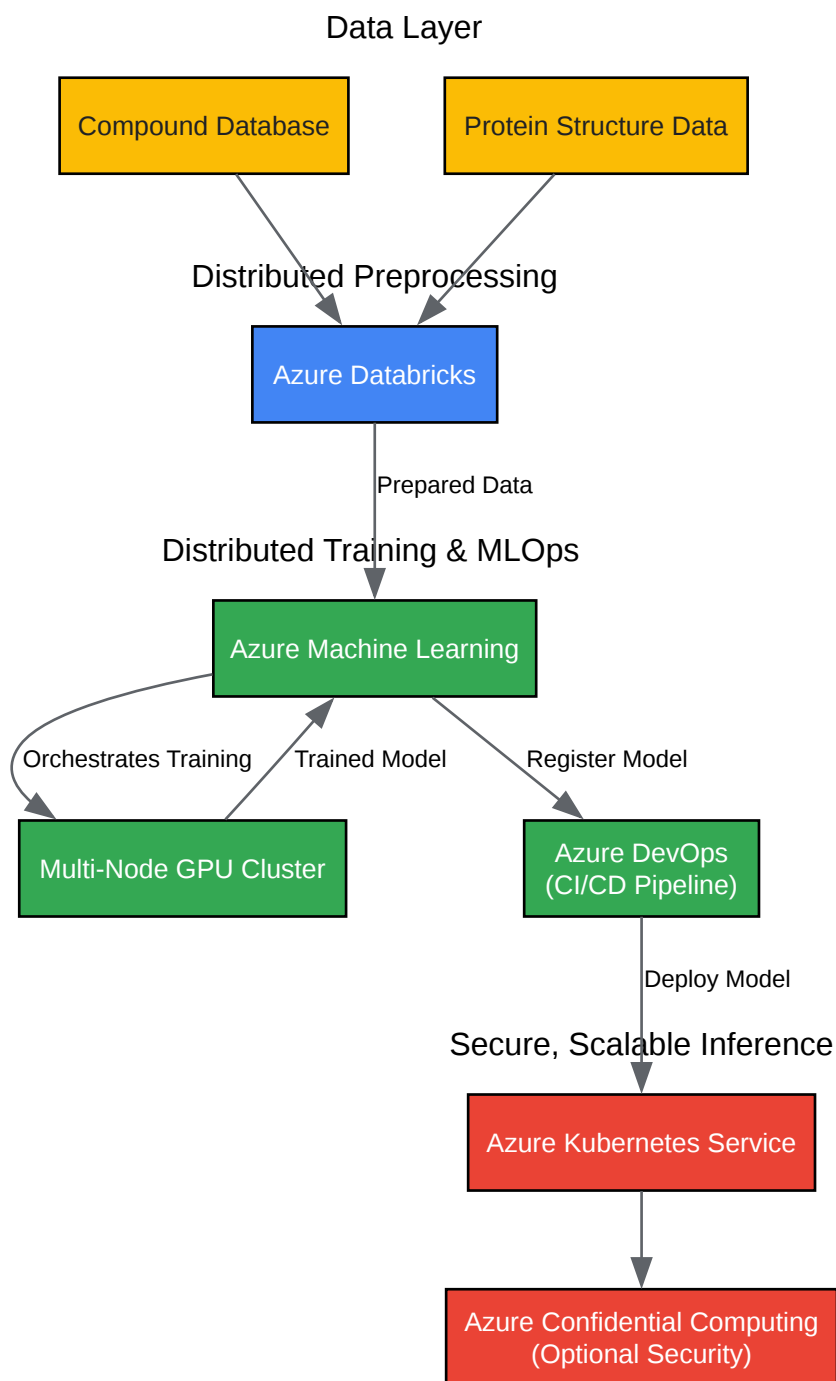 Data Layer
Compound Database
Protein Structure Data
Distributed Preprocessing
Azure Databricks
Prepared Data
Distributed Training & MLOps
Azure Machine Learning
Orchestrates Training
Trained Model
Register Model
Multi-Node GPU Cluster
Azure DevOps
(CI/CD Pipeline)
Deploy Model
Secure, Scalable Inference
Azure Kubernetes Service
Azure Confidential Computing
(Optional Security)